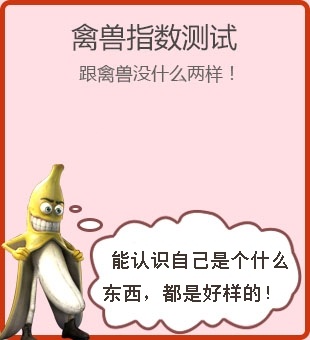 禽兽指数测试
跟禽兽没什么两样！
能认识自己是个什么
东西，都是好样的！